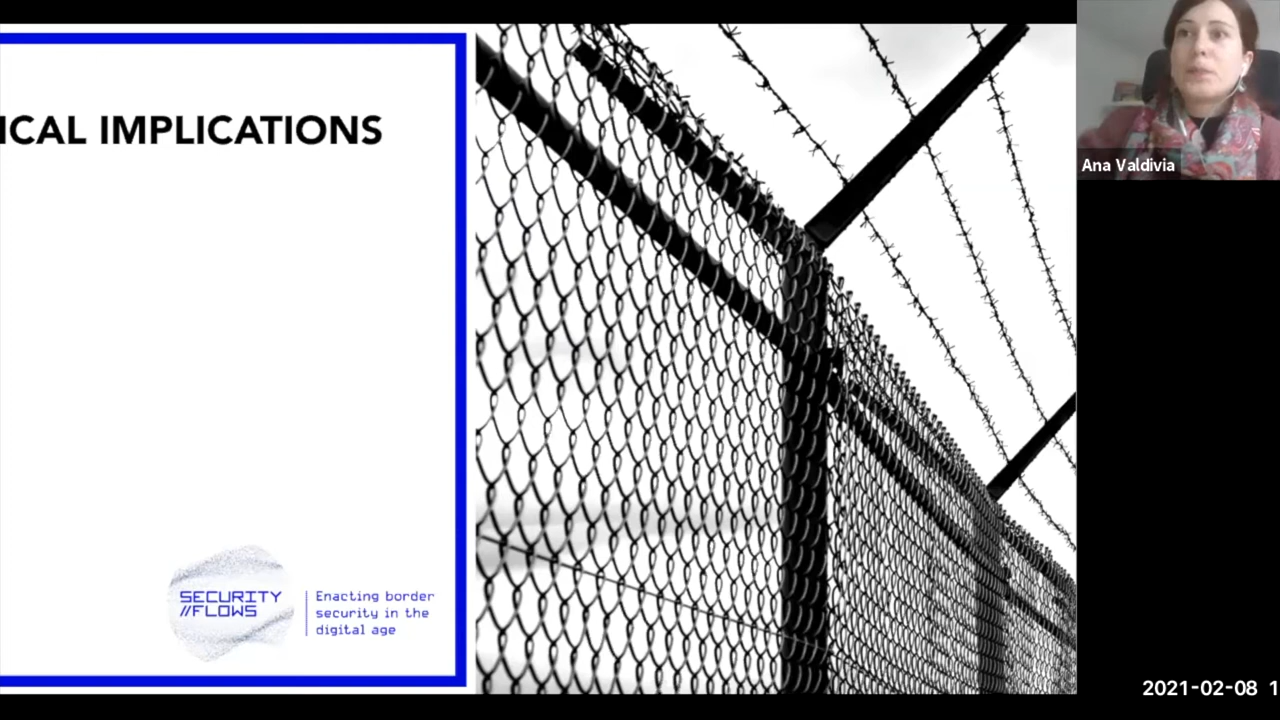 ICAL IMPLICATIONS
SECURITY
//FLOWS
Enacting border
security in the
digital age
Ana Valdivia
2021-02-08 1